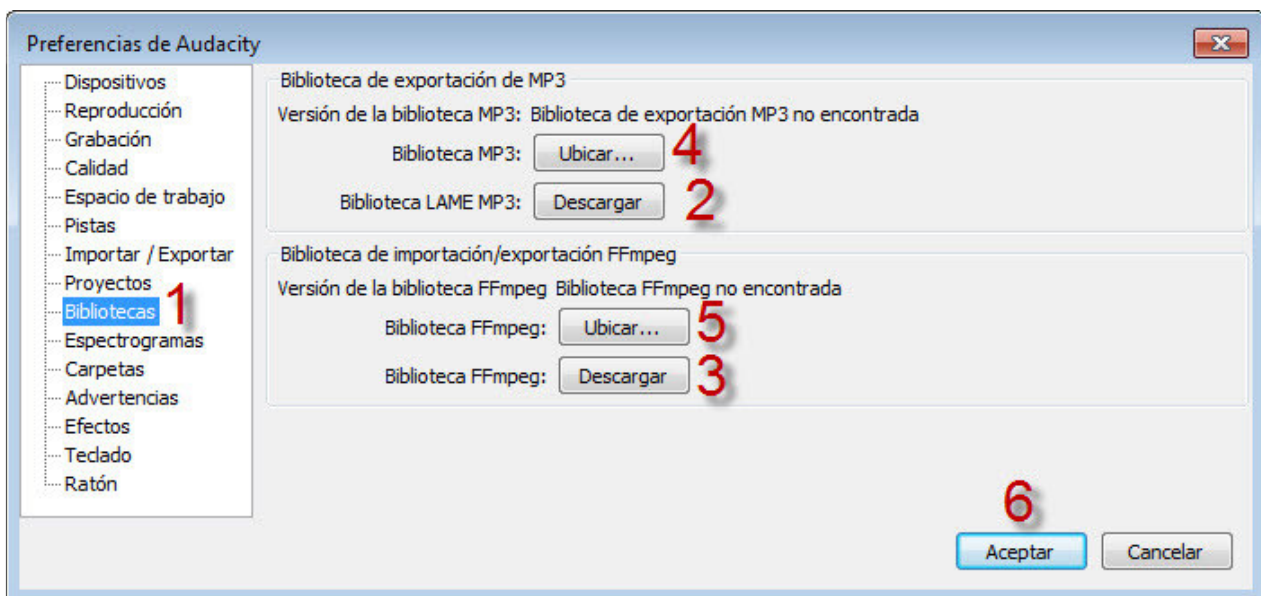 Preferencias de Audacity
Dispositivos
Reproducción
Grabación
Calidad
Espacio de trabajo
Pistas
Importar / Exportar
Proyectos
Bibliotecas 1
Espectrogramas
Carpetas
Advertencias
Efectos
Teclado
Ratón
Biblioteca de exportación de MP3
Versión de la biblioteca MP3: Biblioteca de exportación MP3 no encontrada
Biblioteca MP3: Ubicar... 4
Biblioteca LAME MP3: Descargar 2
Biblioteca de importación/exportación FFmpeg
Versión de la biblioteca FFmpeg Biblioteca FFmpeg no encontrada
Biblioteca FFmpeg: Ubicar... 5
Biblioteca FFmpeg: Descargar 3
6
Aceptar Cancelar